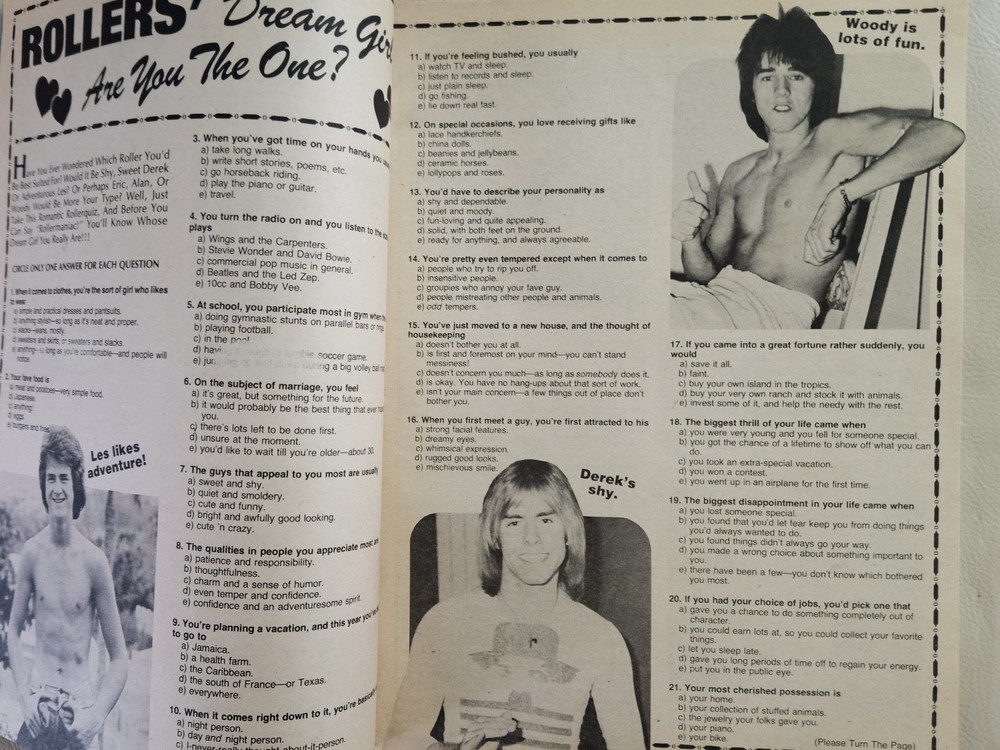 ROLLERS' Dream Girl
Are You The One?
Have You Ever Wondered Which Roller You'd
Be Best Suited For? Would It Be Shy, Sweet Derek
Or Adventurous Les? Or Perhaps Eric, Alan, Or
Woody Would Be More Your Type? Well, Just
Take This Romantic Rollerquiz, And Before You
Can Say "Rollermaniac!" You'll Know Whose
Dream Girl You Really Are!!!
CIRCLE ONLY ONE ANSWER FOR EACH QUESTION
1. When it comes to clothes, you're the sort of girl who likes
to wear
a) simple and practical dresses and pantsuits.
b) anything stylish—so long as it's neat and proper.
c) slacks—jeans, mostly.
d) sweaters and skirts, or sweaters and slacks.
e) anything—so long as you're comfortable—and people will
notice.
2. Your fave food is
a) meat and potatoes—very simple food.
b) Japanese.
c) anything!
d) eggs.
e) burgers and fries.
Les likes
adventure!
3. When you've got time on your hands you
a) take long walks.
b) write short stories, poems, etc.
c) go horseback riding.
d) play the piano or guitar.
e) travel.
4. You turn the radio on and you listen to the
plays
a) Wings and the Carpenters.
b) Stevie Wonder and David Bowie.
c) commercial pop music in general.
d) Beatles and the Led Zep.
e) 10cc and Bobby Vee.
5. At school, you participate most in gym when
a) doing gymnastic stunts on parallel bars or
b) playing football.
c) in the pool
d) soccer game.
e) during a big volley
6. On the subject of marriage, you feel
a) it's great, but something for the future.
b) it would probably be the best thing that ever
you.
c) there's lots left to be done first.
d) unsure at the moment.
e) you'd like to wait till you're older—about 30.
7. The guys that appeal to you most are usually
a) sweet and shy.
b) quiet and smoldery.
c) cute and funny.
d) bright and awfully good looking.
e) cute 'n crazy.
8. The qualities in people you appreciate most
a) patience and responsibility.
b) thoughtfulness.
c) charm and a sense of humor.
d) even temper and confidence.
e) confidence and an adventuresome spirit.
9. You're planning a vacation, and this year
to go to
a) Jamaica.
b) a health farm.
c) the Caribbean.
d) the south of France—or Texas.
e) everywhere.
10. When it comes right down to it, you're
a) night person.
b) day and night person.
c) I-never-really thought-about-it-person.
11. If you're feeling bushed, you usually
a) watch TV and sleep.
b) listen to records and sleep.
c) just plain sleep.
d) go fishing.
e) lie down real fast.
12. On special occasions, you love receiving gifts like
a) lace handkerchiefs.
b) china dolls.
c) beanies and jellybeans.
d) ceramic horses.
e) lollypops and roses.
13. You'd have to describe your personality as
a) shy and dependable.
b) quiet and moody.
c) fun-loving and quite appealing.
d) solid, with both feet on the ground.
e) ready for anything, and always agreeable.
14. You're pretty even tempered except when it comes to
a) people who try to rip you off.
b) insensitive people.
c) groupies who annoy your fave guy.
d) people mistreating other people and animals.
e) odd tempers.
15. You've just moved to a new house, and the thought of
housekeeping
a) doesn't bother you at all.
b) is first and foremost on your mind—you can't stand
messiness!
c) doesn't concern you much—as long as somebody does it.
d) is okay. You have no hang-ups about that sort of work.
e) isn't your main concern—a few things out of place don't
bother you.
16. When you first meet a guy, you're first attracted to his
a) strong facial features.
b) dreamy eyes.
c) whimsical expression.
d) rugged good looks.
e) mischievous smile.
Derek's
shy.
Woody is
lots of fun.
17. If you came into a great fortune rather suddenly, you
would
a) save it all.
b) faint.
c) buy your own island in the tropics.
d) buy your very own ranch and stock it with animals.
e) invest some of it, and help the needy with the rest.
18. The biggest thrill of your life came when
a) you were very young and you fell for someone special.
b) you got the chance of a lifetime to show off what you can
do.
c) you took an extra-special vacation.
d) you won a contest.
e) you went up in an airplane for the first time.
19. The biggest disappointment in your life came when
a) you lost someone special.
b) you found that you'd let fear keep you from doing things
you'd always wanted to do.
c) you found things didn't always go your way.
d) you made a wrong choice about something important to
you.
e) there have been a few—you don't know which bothered
you most.
20. If you had your choice of jobs, you'd pick one that
a) gave you a chance to do something completely out of
character.
b) you could earn lots at, so you could collect your favorite
things.
c) let you sleep late.
d) gave you long periods of time off to regain your energy.
e) put you in the public eye.
21. Your most cherished possession is
a) your home.
b) your collection of stuffed animals.
c) the jewelry your folks gave you.
d) your piano.
e) your bike.
(Please Turn The Page)